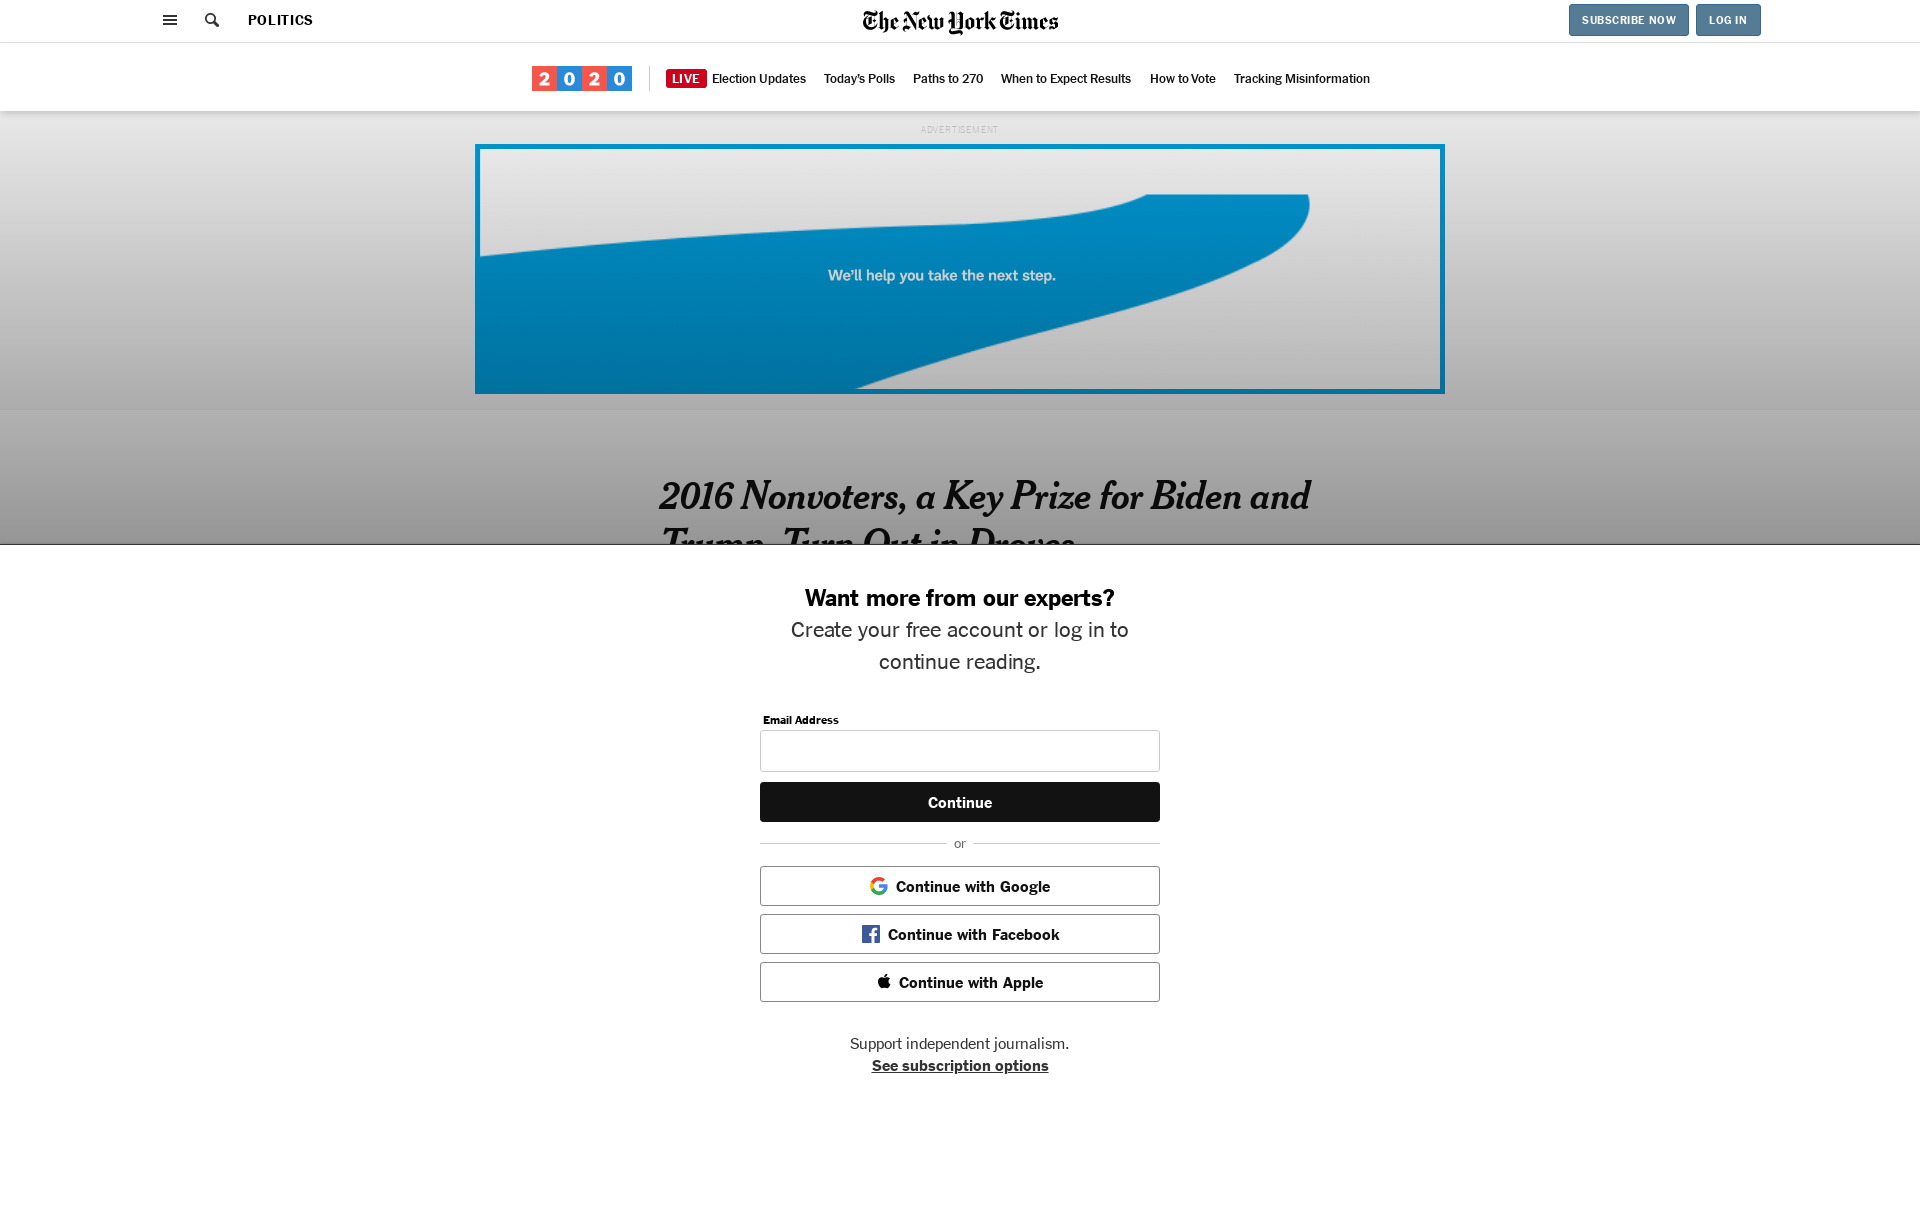 POLITICS
The New York Times
SUBSCRIBE NOW
LOG IN
2020
LIVE Election Updates
Today's Polls
Paths to 270
When to Expect Results
How to Vote
Tracking Misinformation
ADVERTISEMENT
We'll help you take the next step.
2016 Nonvoters, a Key Prize for Biden and
Trump, Turn Out in Droves
Want more from our experts?
Create your free account or log in to
continue reading.
Email Address
Continue
or
Continue with Google
Continue with Facebook
Continue with Apple
Support independent journalism.
See subscription options